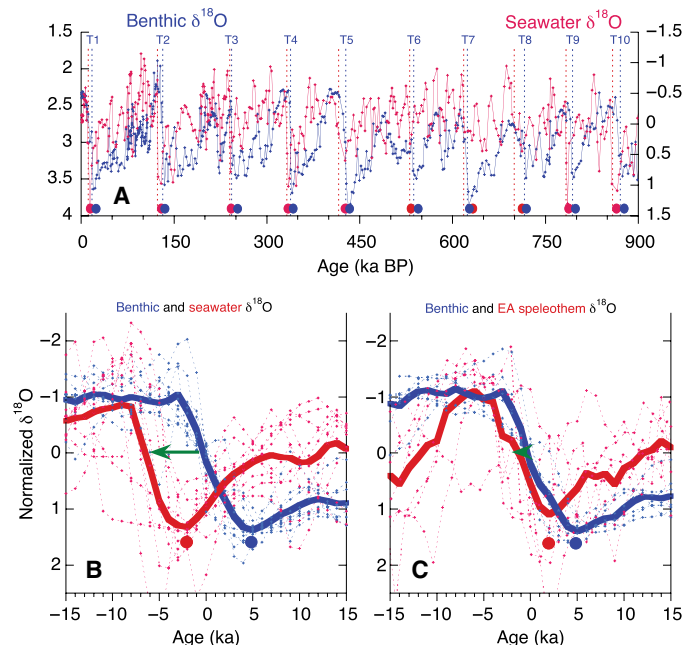 Benthic δ18O Seawater δ18O
T1 T2 T3 T4 T5 T6 T7 T8 T9 T10
1.5 -1.5
2 -1
2.5 -0.5
3 0
3.5 0.5
4 1
1.5
A
0 150 300 450 600 750 900
Age (ka BP)
Benthic and seawater δ18O
Benthic and EA speleothem δ18O
Normalized δ18O
−2
−1
0
1
2
B
C
−15 −10 −5 0 5 10 15
−15 −10 −5 0 5 10 15
Age (ka)
Age (ka)